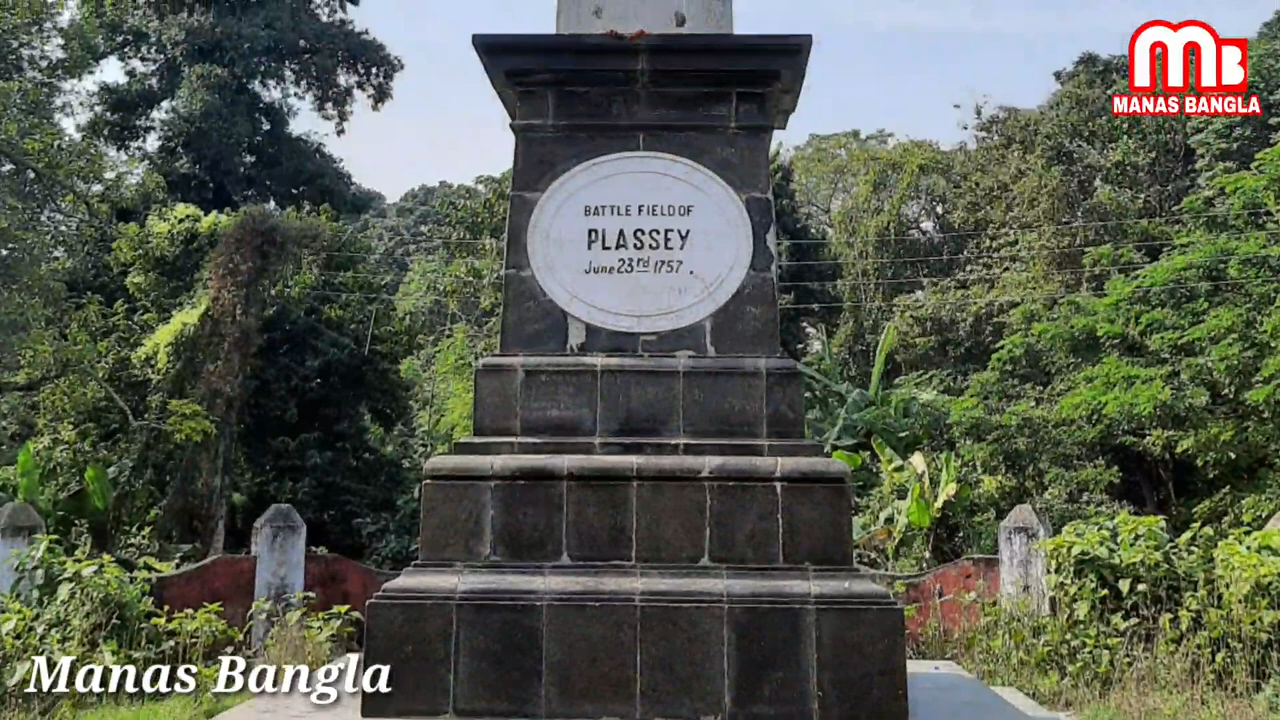 MB
MANAS BANGLA
BATTLE FIELD OF
PLASSEY
June 23rd 1757.
Manas Bangla